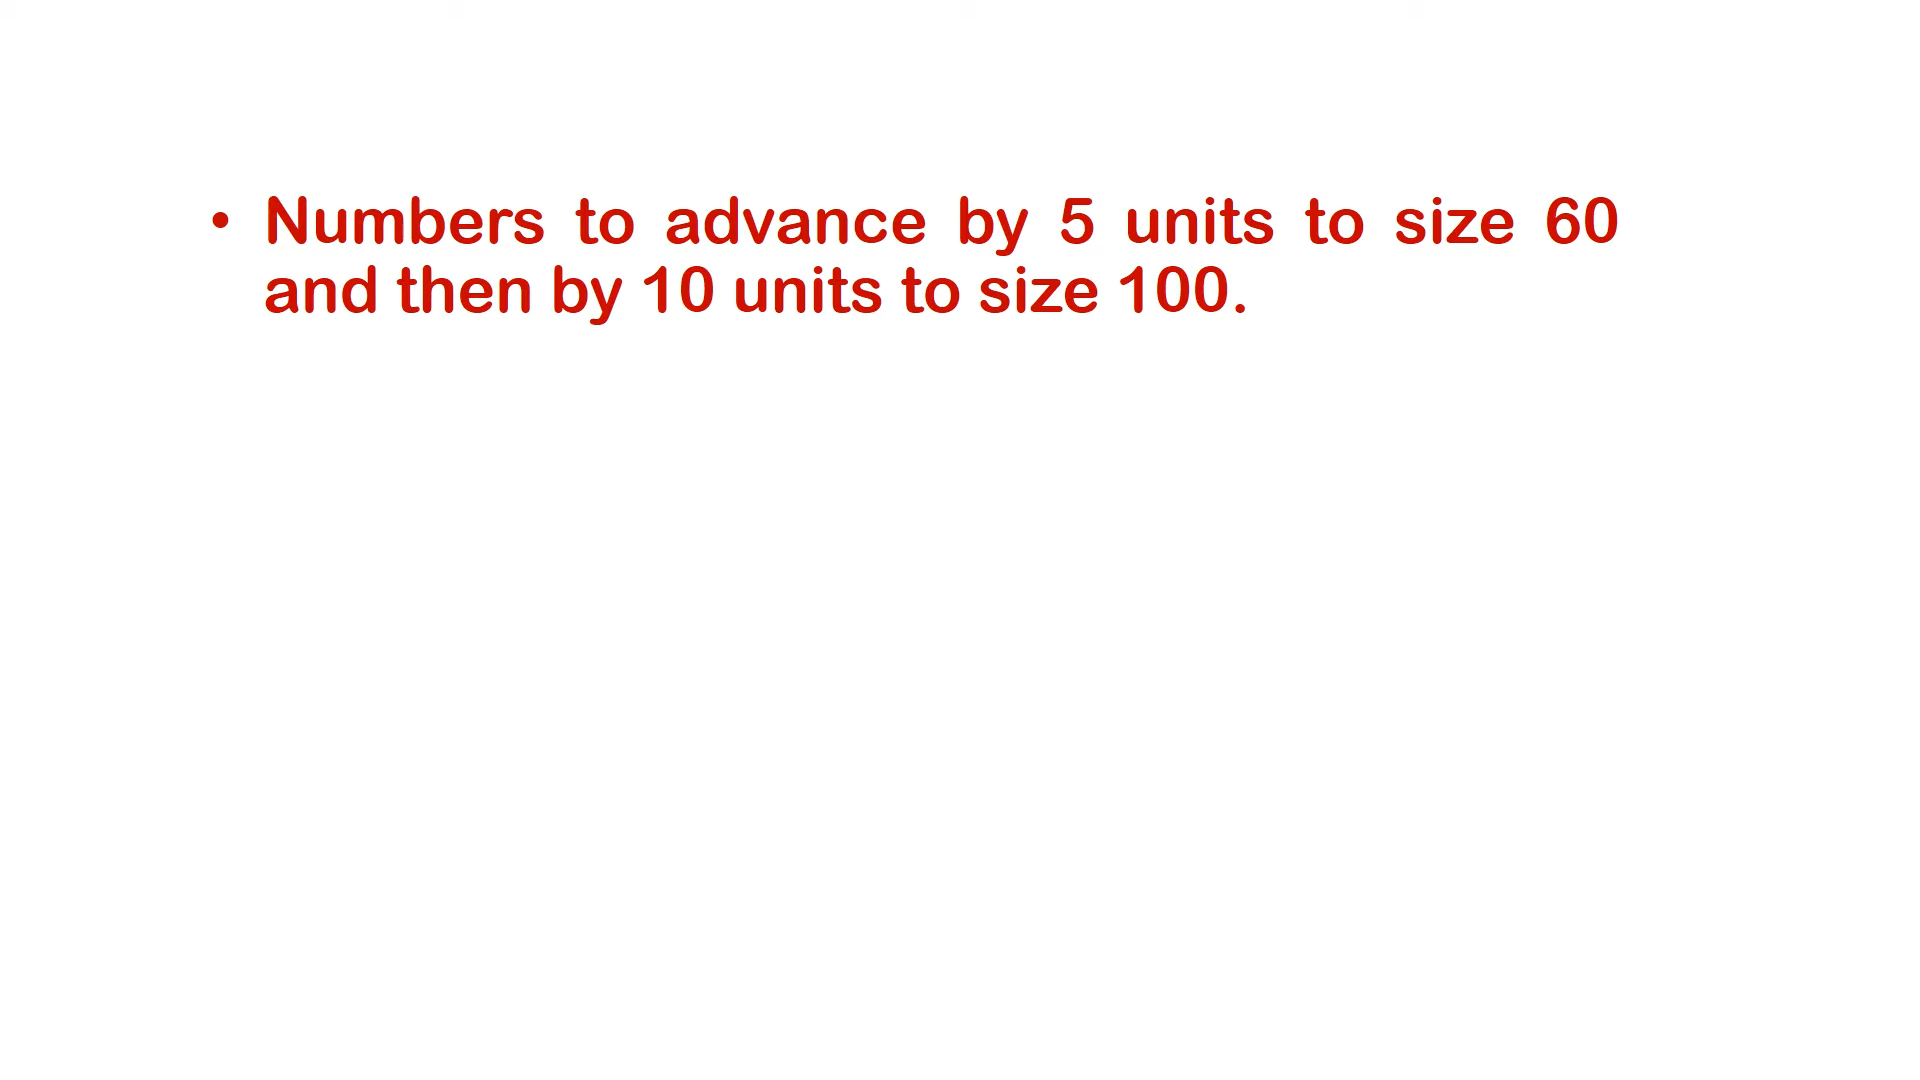 • Numbers to advance by 5 units to size 60
and then by 10 units to size 100.